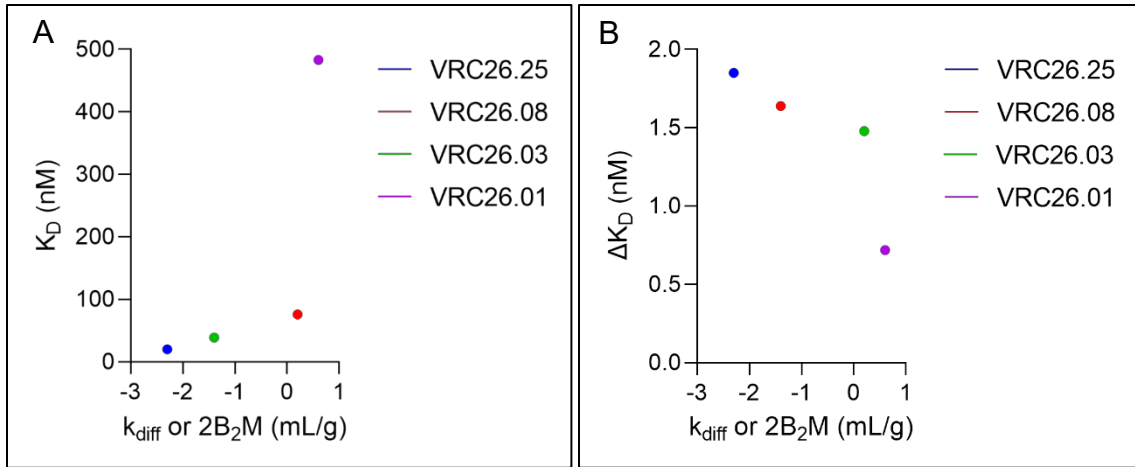 A
500
400
300
200
100
0
K_D (nM)
-3 -2 -1 0 1
k_diff or 2B₂M (mL/g)
VRC26.25
VRC26.08
VRC26.03
VRC26.01
B
2.0
1.5
1.0
0.5
0.0
ΔK_D (nM)
-3 -2 -1 0 1
k_diff or 2B₂M (mL/g)
VRC26.25
VRC26.08
VRC26.03
VRC26.01